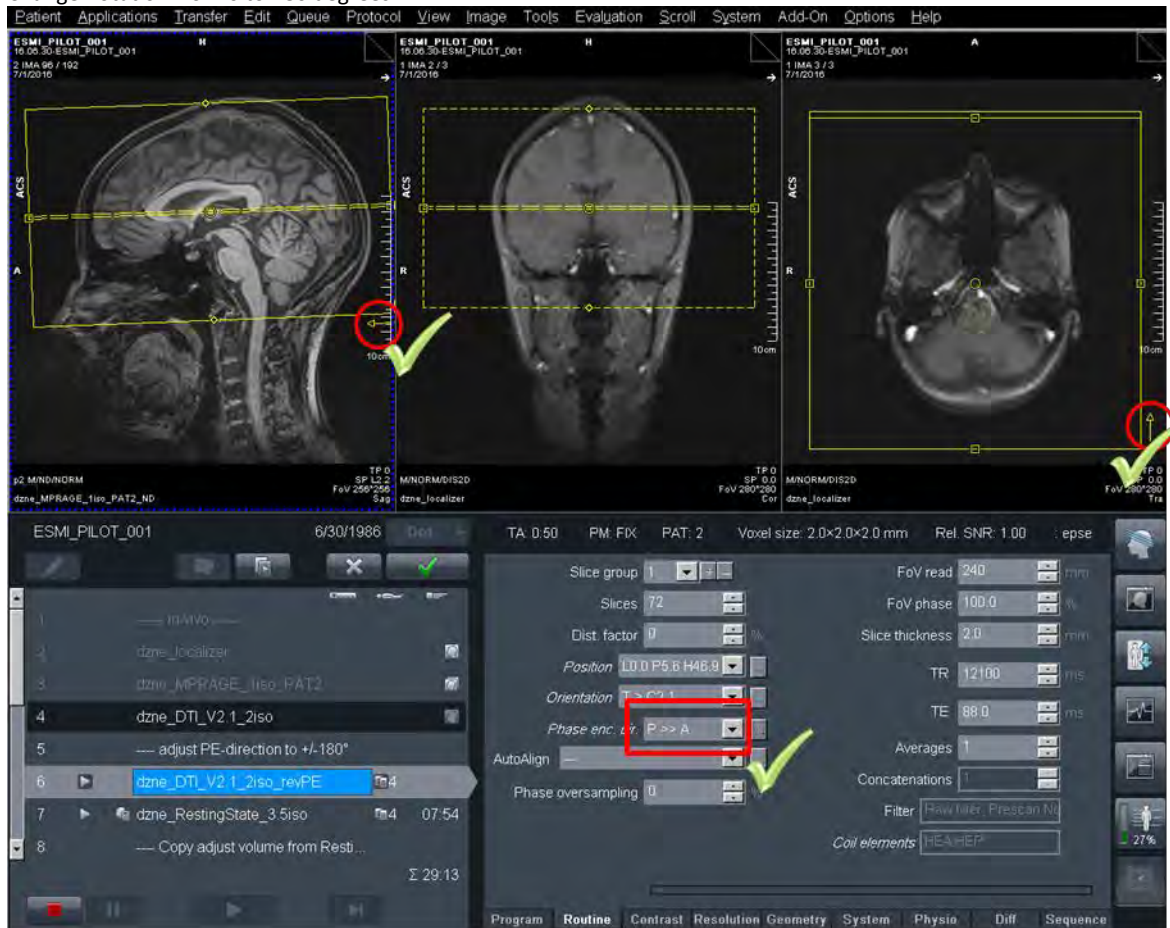 Patient Applications Transfer Edit Queue Protocol View Image Tools Evaluation Scroll System Add-On Options Help
ESMI_PILOT_001
16.06.30-ESMI_PILOT_001
2 IMA 96 / 192
7/1/2016
H
ACS
A
10cm
p2 M/ND/NORM
dzne_MPRAGE_1iso_PAT2_ND
TP 0
SP L2.2
FoV 256*256
Sag
ESMI_PILOT_001
16.06.30-ESMI_PILOT_001
1 IMA 2 / 3
7/1/2016
H
ACS
R
10cm
M/NORM/DIS2D
dzne_localizer
TP 0
SP 0.0
FoV 280*280
Cor
ESMI_PILOT_001
16.06.30-ESMI_PILOT_001
1 IMA 3 / 3
7/1/2016
A
ACS
R
10cm
M/NORM/DIS2D
dzne_localizer
TP 0
SP 0.0
FoV 280*280
Tra
ESMI_PILOT_001 6/30/1986 Dot
1 ---- INVIVO ----
2 dzne_localizer
3 dzne_MPRAGE_1iso_PAT2
4 dzne_DTI_V2.1_2iso
5 ---- adjust PE-direction to +/-180°
6 dzne_DTI_V2.1_2iso_revPE 4
7 dzne_RestingState_3.5iso 4 07:54
8 ---- Copy adjust volume from Resti...
Σ 29:13
TA: 0:50 PM: FIX PAT: 2 Voxel size: 2.0×2.0×2.0 mm Rel. SNR: 1.00 : epse
Slice group 1
Slices 72
Dist. factor 0 %
Position L0.0 P5.6 H46.9
Orientation T > C2.1
Phase enc. dir. P >> A
AutoAlign ---
Phase oversampling 0 %
FoV read 240 mm
FoV phase 100.0 %
Slice thickness 2.0 mm
TR 12100 ms
TE 88.0 ms
Averages 1
Concatenations 1
Filter Raw filter, Prescan No
Coil elements HEA;HEP
27%
Program Routine Contrast Resolution Geometry System Physio Diff Sequence